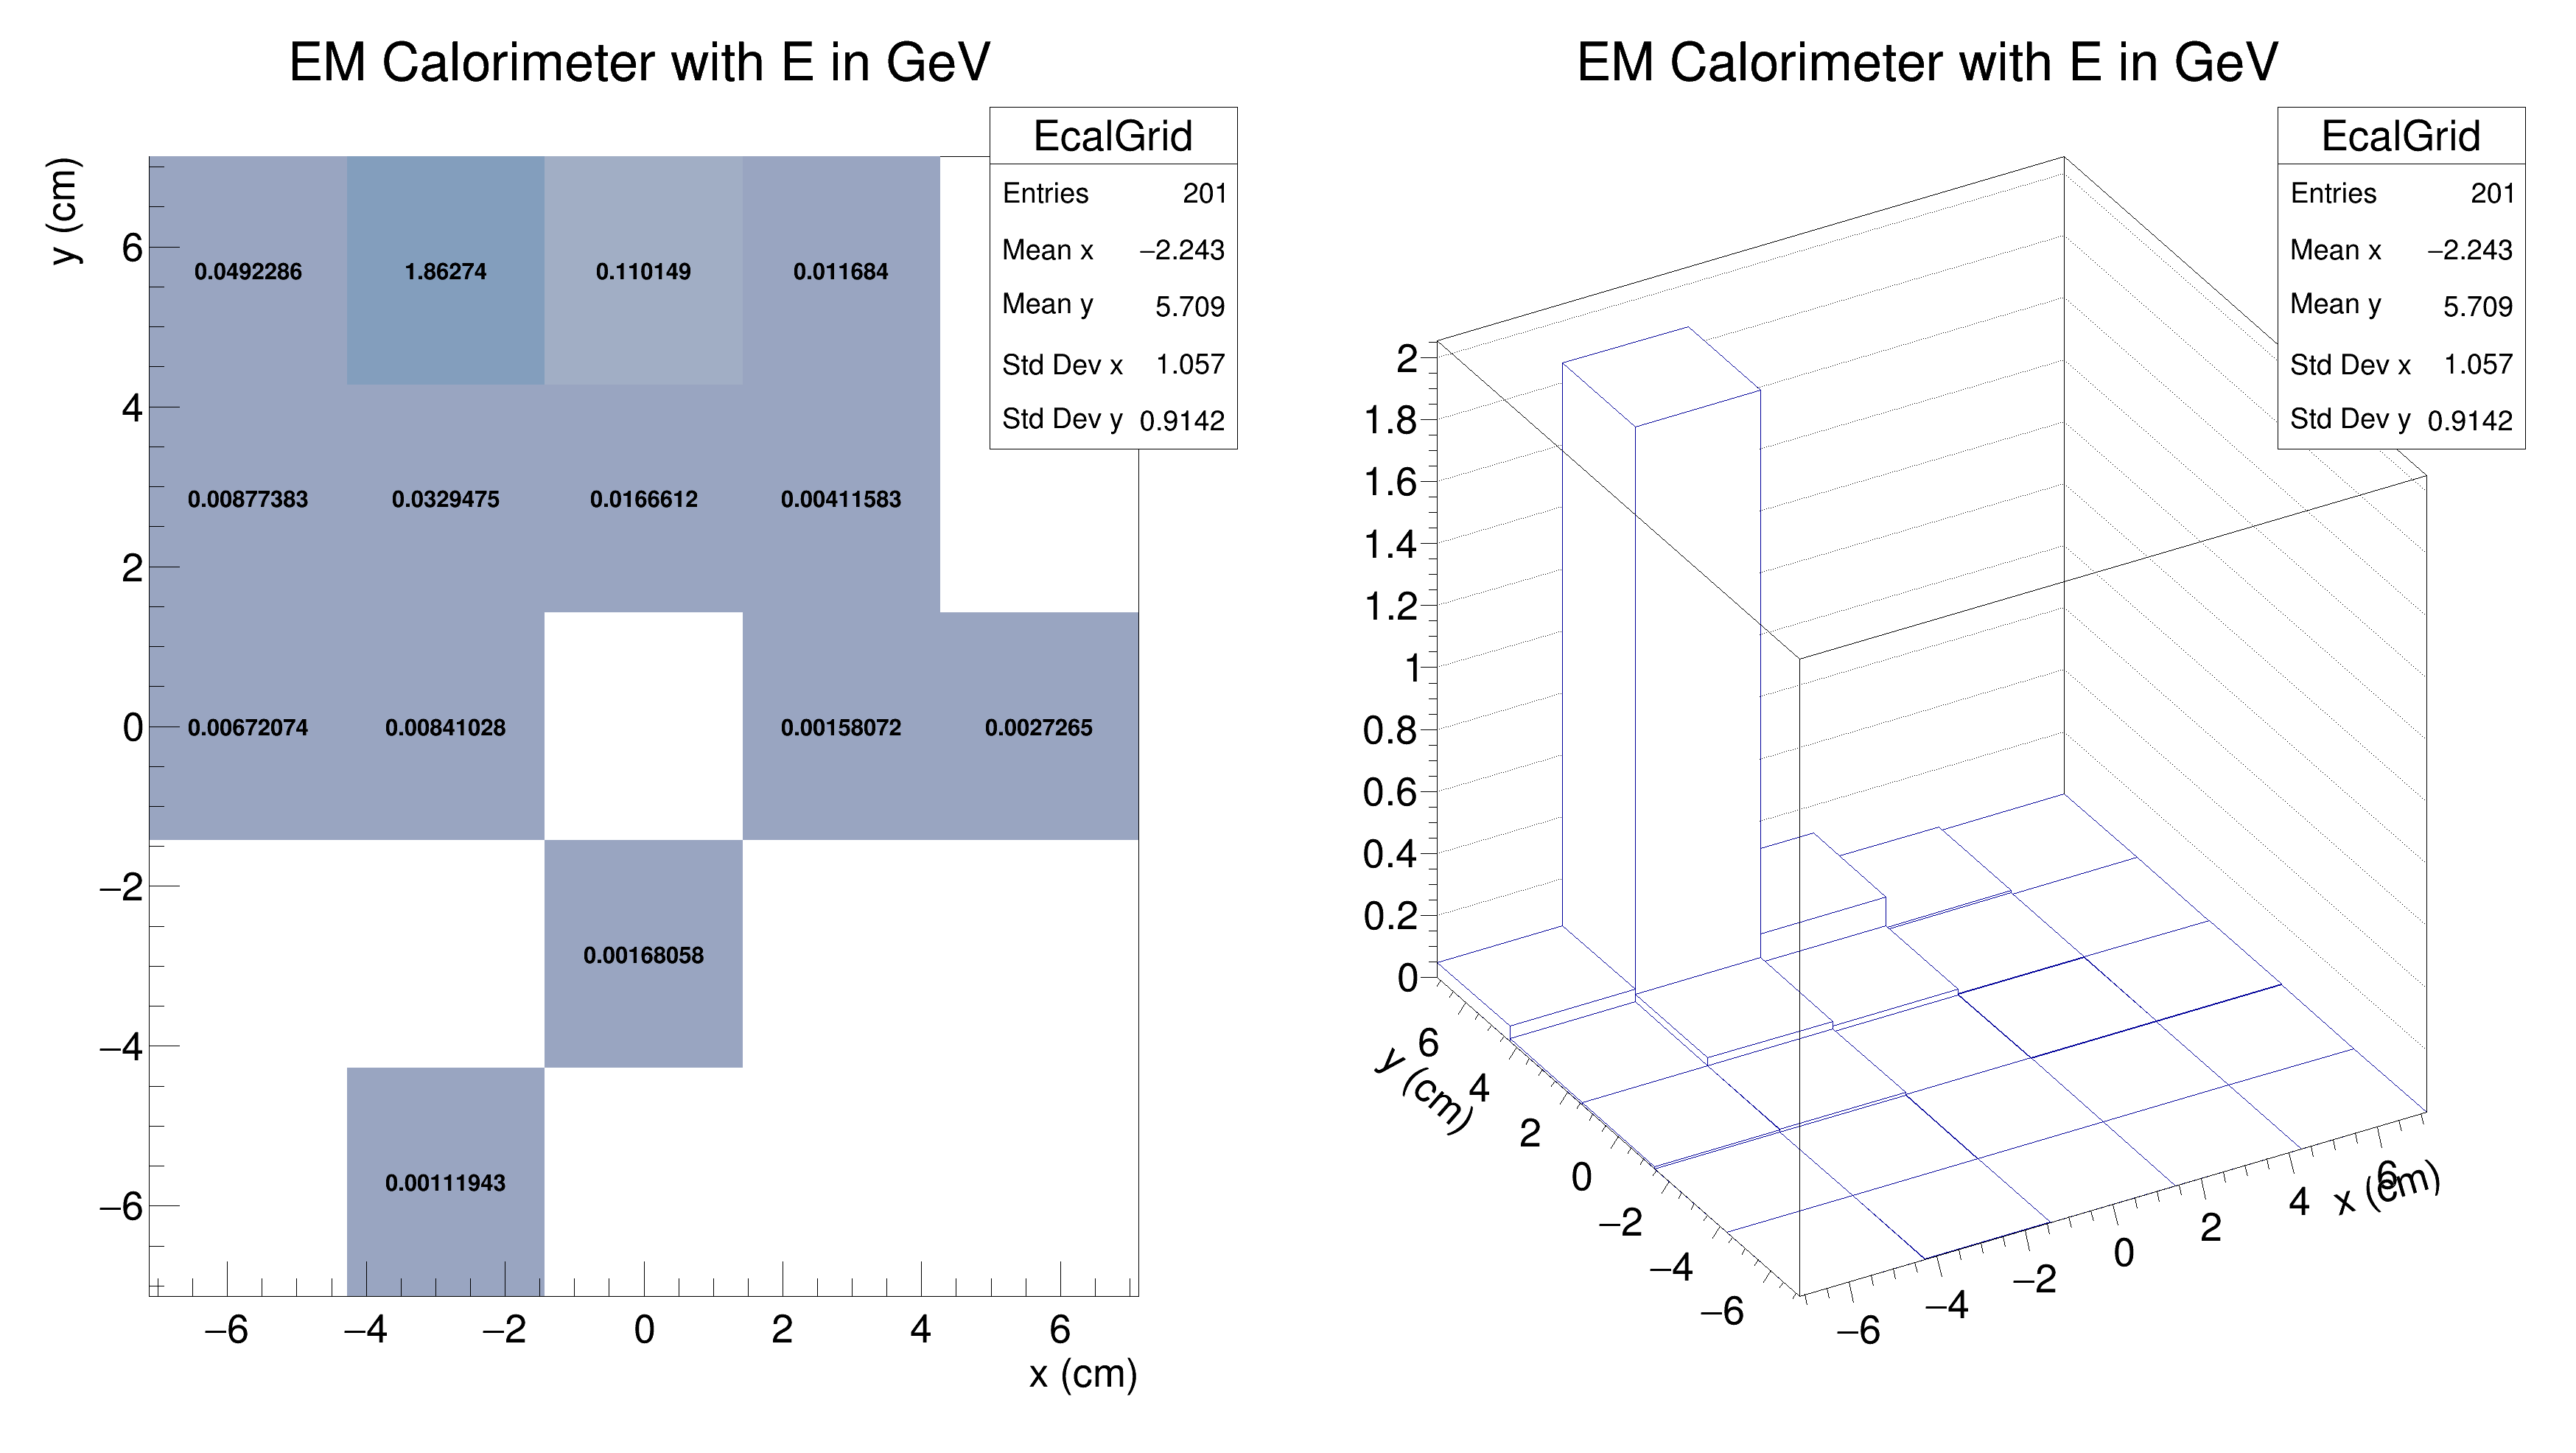 EM Calorimeter with E in GeV
EcalGrid
Entries 201
Mean x −2.243
Mean y 5.709
Std Dev x 1.057
Std Dev y 0.9142
y (cm)
6
4
2
0
−2
−4
−6
0.0492286 1.86274 0.110149 0.011684
0.00877383 0.0329475 0.0166612 0.00411583
0.00672074 0.00841028 0.00158072 0.0027265
0.00168058
0.00111943
−6 −4 −2 0 2 4 6
x (cm)
EM Calorimeter with E in GeV
EcalGrid
Entries 201
Mean x −2.243
Mean y 5.709
Std Dev x 1.057
Std Dev y 0.9142
2
1.8
1.6
1.4
1.2
1
0.8
0.6
0.4
0.2
0
6
4
2
0
−2
−4
−6
y (cm)
−6
−4
−2
0
2
4
6
x (cm)